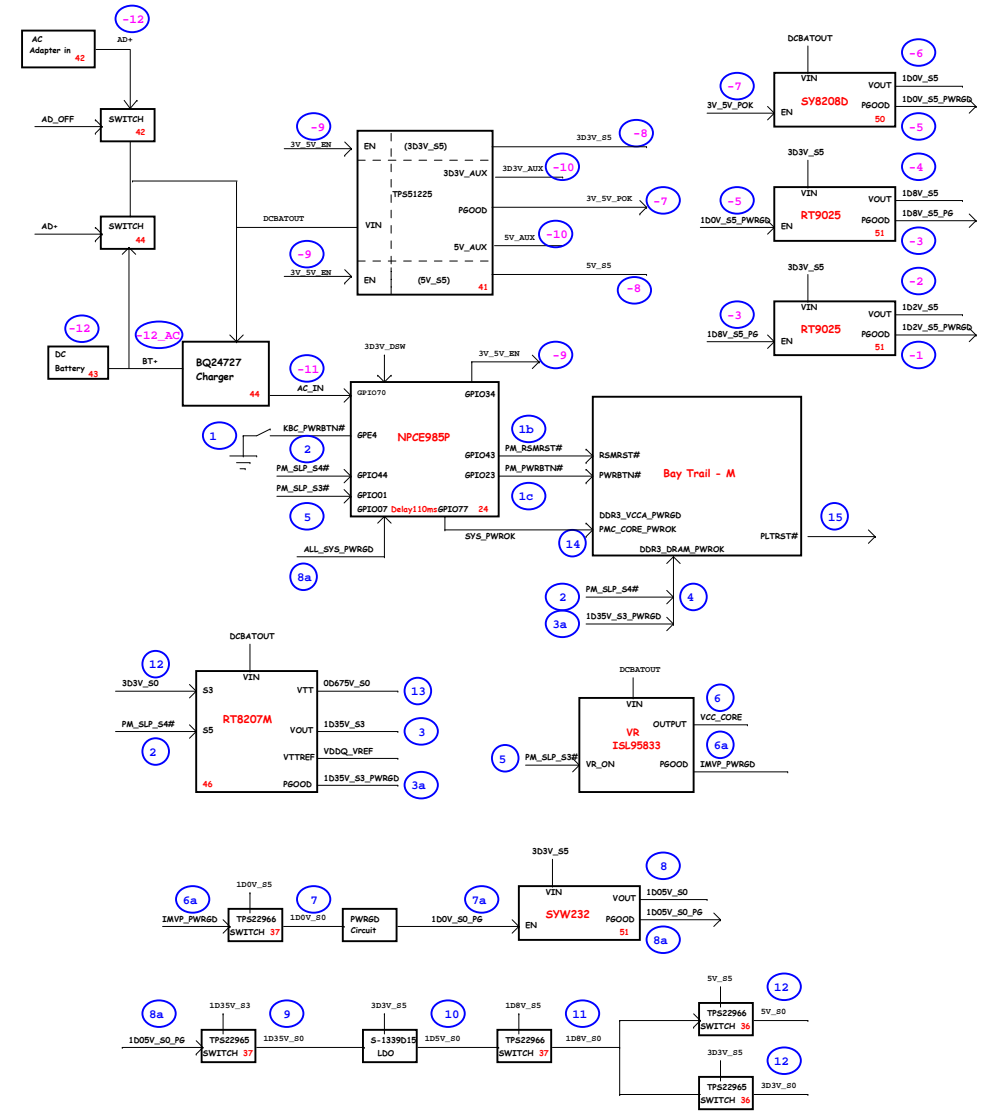 -12
AC
Adapter in
42
AD+
AD_OFF
SWITCH
42
AD+
SWITCH
44
-12
-12_AC
DC
Battery
43
BT+
BQ24727
Charger
44
-11
AC_IN
-9
3V_5V_EN
EN
(3D3V_S5)
3D3V_S5
-8
3D3V_AUX
3D3V_AUX
-10
TPS51225
PGOOD
3V_5V_POK
-7
DCBATOUT
VIN
5V_AUX
5V_AUX
-10
-9
3V_5V_EN
EN
(5V_S5)
41
5V_S5
-8
DCBATOUT
-6
VIN
VOUT
1D0V_S5
-7
3V_5V_POK
SY8208D
EN
PGOOD
1D0V_S5_PWRGD
50
-5
3D3V_S5
-4
VIN
VOUT
1D8V_S5
-5
1D0V_S5_PWRGD
RT9025
EN
PGOOD
1D8V_S5_PG
51
-3
3D3V_S5
-2
VIN
VOUT
1D2V_S5
-3
1D8V_S5_PG
RT9025
EN
PGOOD
1D2V_S5_PWRGD
51
-1
3D3V_DSW
3V_5V_EN
-9
GPIO70
GPIO34
1
KBC_PWRBTN#
GPE4
NPCE985P
2
PM_SLP_S4#
GPIO44
PM_SLP_S3#
GPIO01
5
GPIO07
Delay110ms
GPIO77
24
GPIO43
1b
PM_RSMRST#
RSMRST#
GPIO23
PM_PWRBTN#
PWRBTN#
1c
Bay Trail - M
DDR3_VCCA_PWRGD
PMC_CORE_PWROK
SYS_PWROK
14
DDR3_DRAM_PWROK
PLTRST#
15
ALL_SYS_PWRGD
8a
2
PM_SLP_S4#
4
3a
1D35V_S3_PWRGD
DCBATOUT
VIN
12
3D3V_S0
S3
VTT
0D675V_S0
13
RT8207M
PM_SLP_S4#
S5
VOUT
1D35V_S3
3
2
VTTREF
VDDQ_VREF
46
PGOOD
1D35V_S3_PWRGD
3a
DCBATOUT
VIN
6
OUTPUT
VCC_CORE
VR
ISL95833
6a
5
PM_SLP_S3#
VR_ON
PGOOD
IMVP_PWRGD
6a
IMVP_PWRGD
1D0V_S5
TPS22966
SWITCH 37
7
1D0V_S0
PWRGD
Circuit
7a
1D0V_S0_PG
3D3V_S5
VIN
8
VOUT
1D05V_S0
SYW232
EN
PGOOD
1D05V_S0_PG
51
8a
8a
1D05V_S0_PG
1D35V_S3
TPS22965
SWITCH 37
9
1D35V_S0
3D3V_S5
S-1339D15
LDO
10
1D5V_S0
1D8V_S5
TPS22966
SWITCH 37
11
1D8V_S0
5V_S5
TPS22966
SWITCH 36
12
5V_S0
3D3V_S5
TPS22965
SWITCH 36
12
3D3V_S0